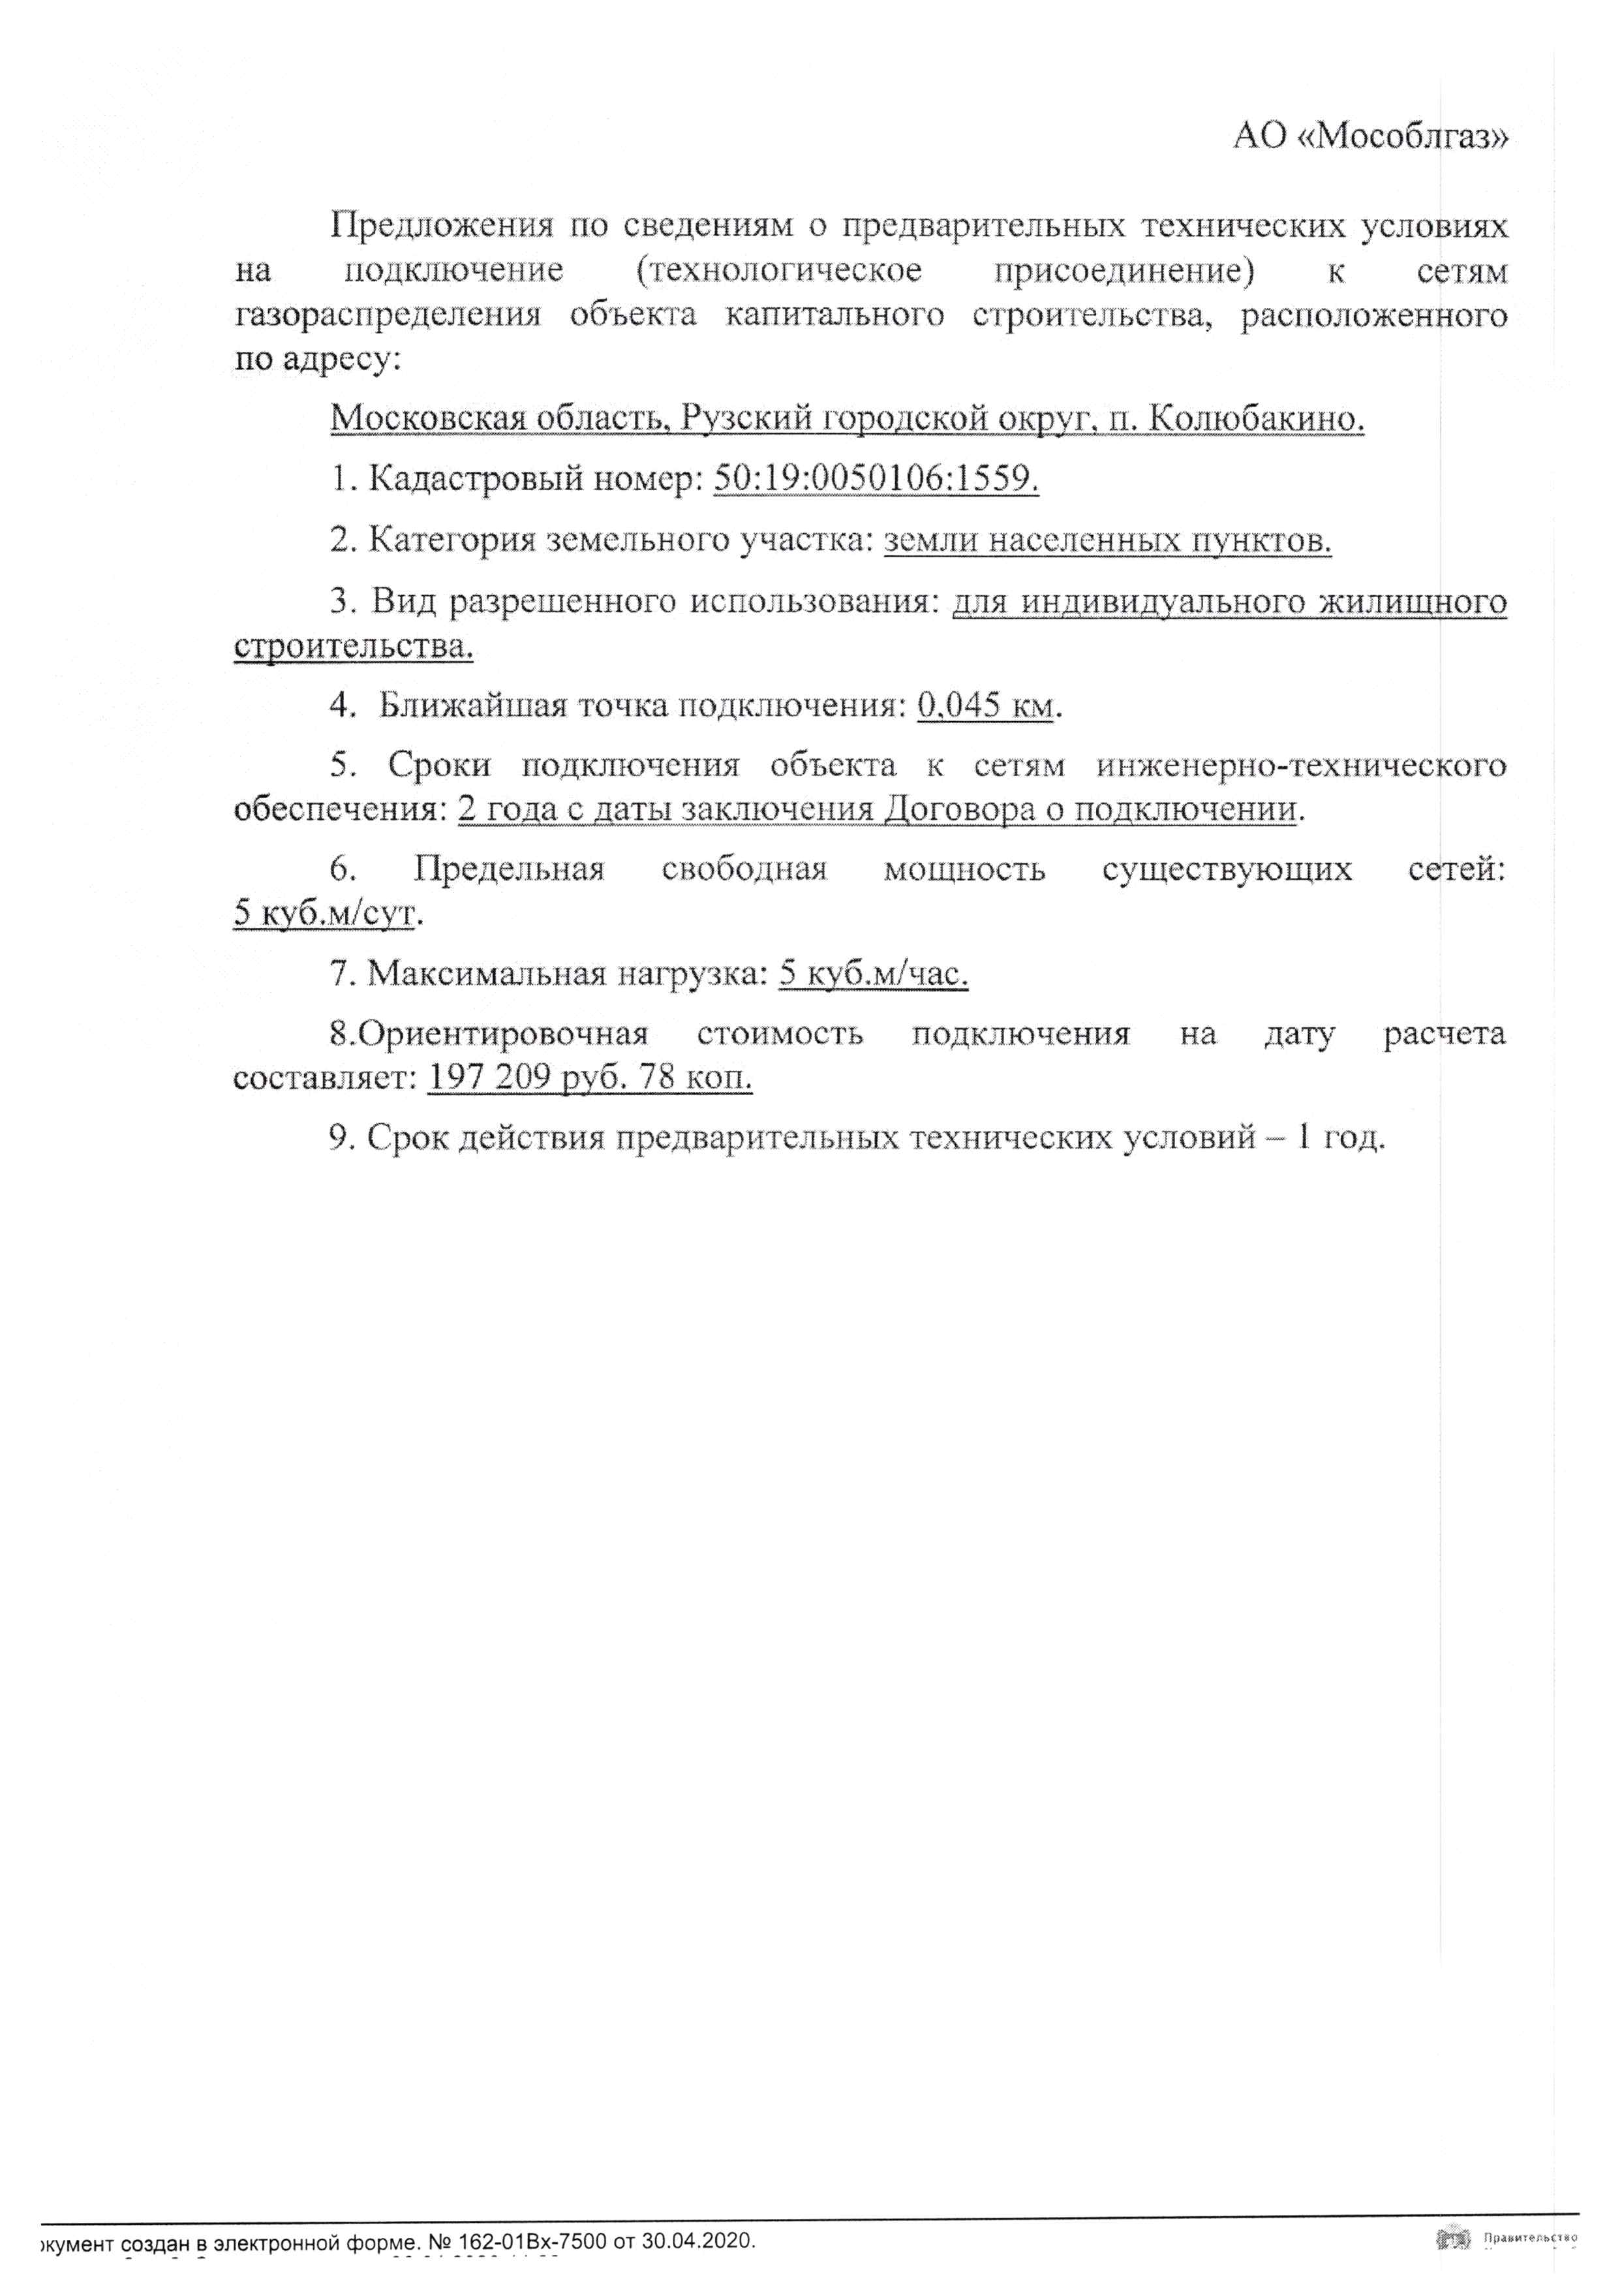 АО «Мособлгаз»
Предложения по сведениям о предварительных технических условиях
на подключение (технологическое присоединение) к сетям
газораспределения объекта капитального строительства, расположенного
по адресу:
Московская область, Рузский городской округ, п. Колюбакино.
1. Кадастровый номер: 50:19:0050106:1559.
2. Категория земельного участка: земли населенных пунктов.
3. Вид разрешенного использования: для индивидуального жилищного
строительства.
4. Ближайшая точка подключения: 0,045 км.
5. Сроки подключения объекта к сетям инженерно-технического
обеспечения: 2 года с даты заключения Договора о подключении.
6. Предельная свободная мощность существующих сетей:
5 куб.м/сут.
7. Максимальная нагрузка: 5 куб.м/час.
8.Ориентировочная стоимость подключения на дату расчета
составляет: 197 209 руб. 78 коп.
9. Срок действия предварительных технических условий – 1 год.
окумент создан в электронной форме. № 162-01Вх-7500 от 30.04.2020.
Правительство